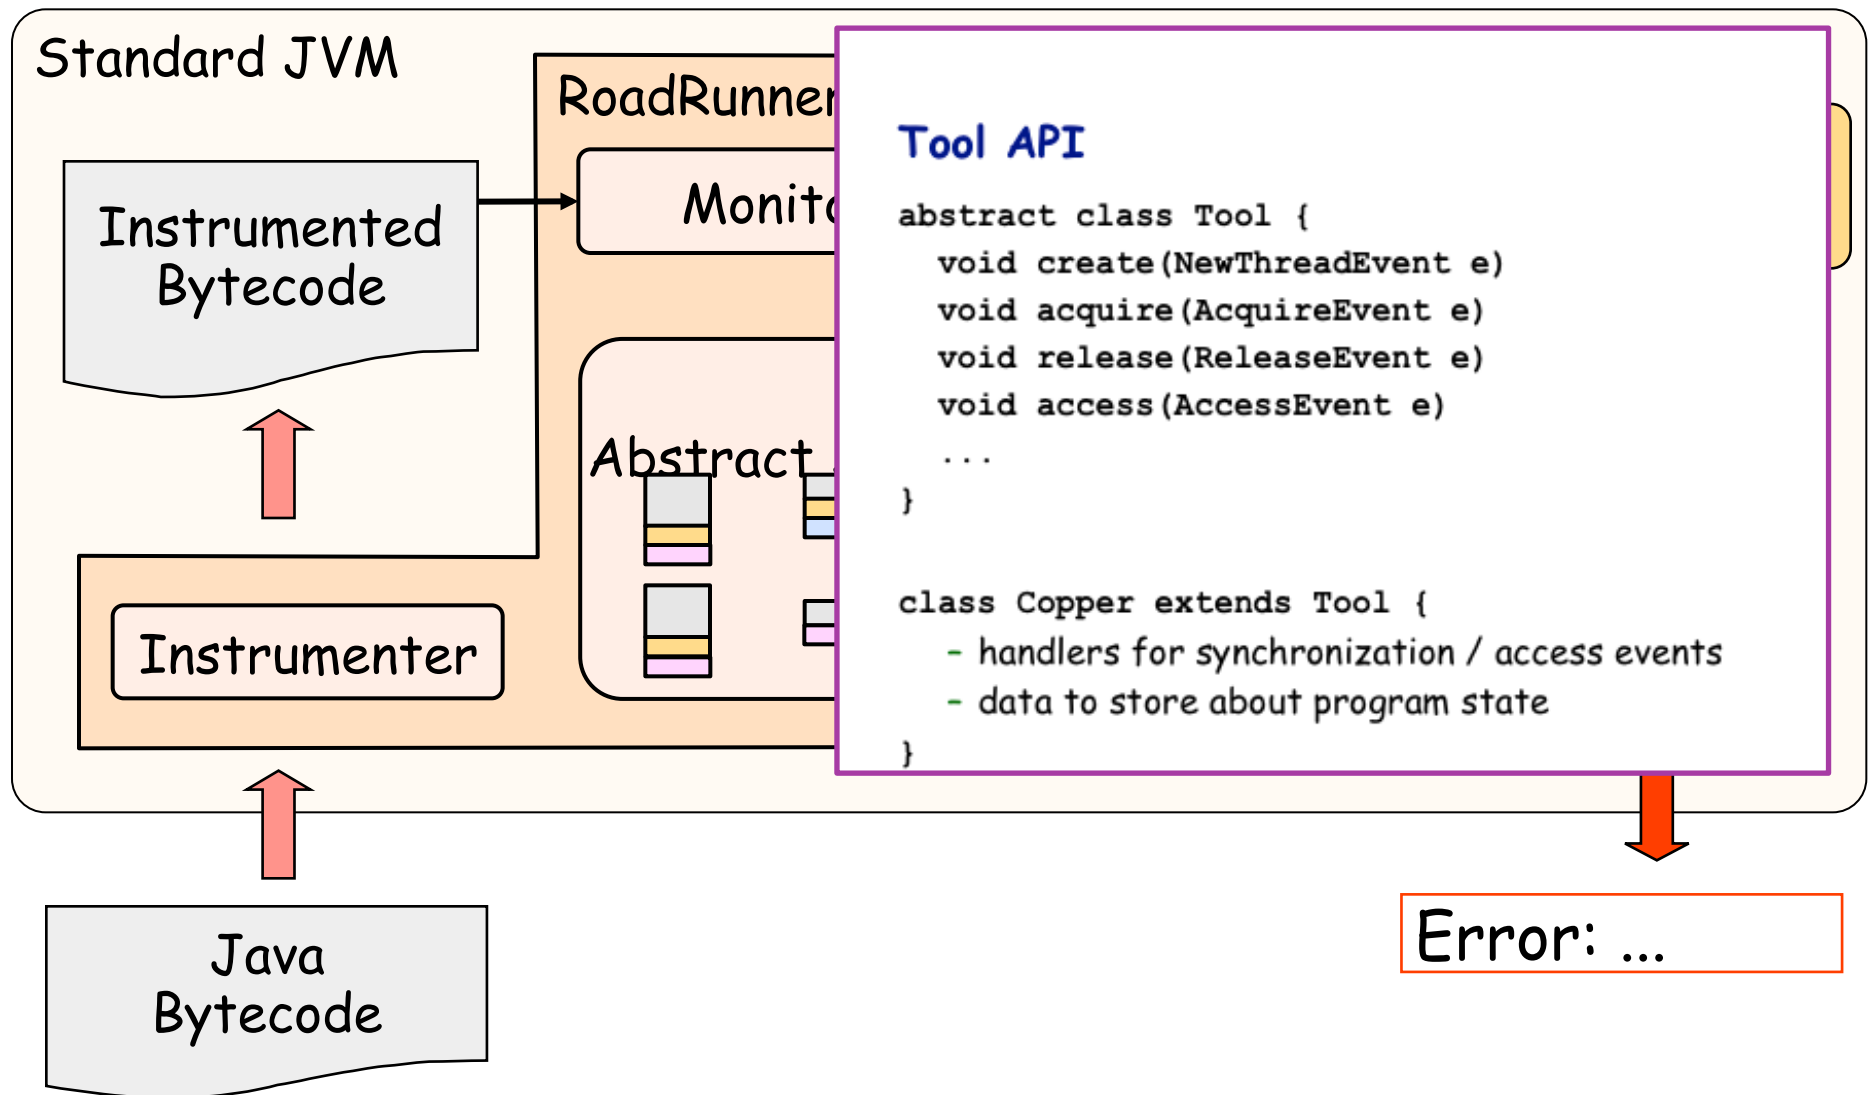 Standard JVM
RoadRunner
Instrumented
Bytecode
Abstract
Instrumenter
Java
Bytecode
Tool API
abstract class Tool {
void create(NewThreadEvent e)
void acquire(AcquireEvent e)
void release(ReleaseEvent e)
void access(AccessEvent e)
...
}
class Copper extends Tool {
- handlers for synchronization / access events
- data to store about program state
}
Error: ...